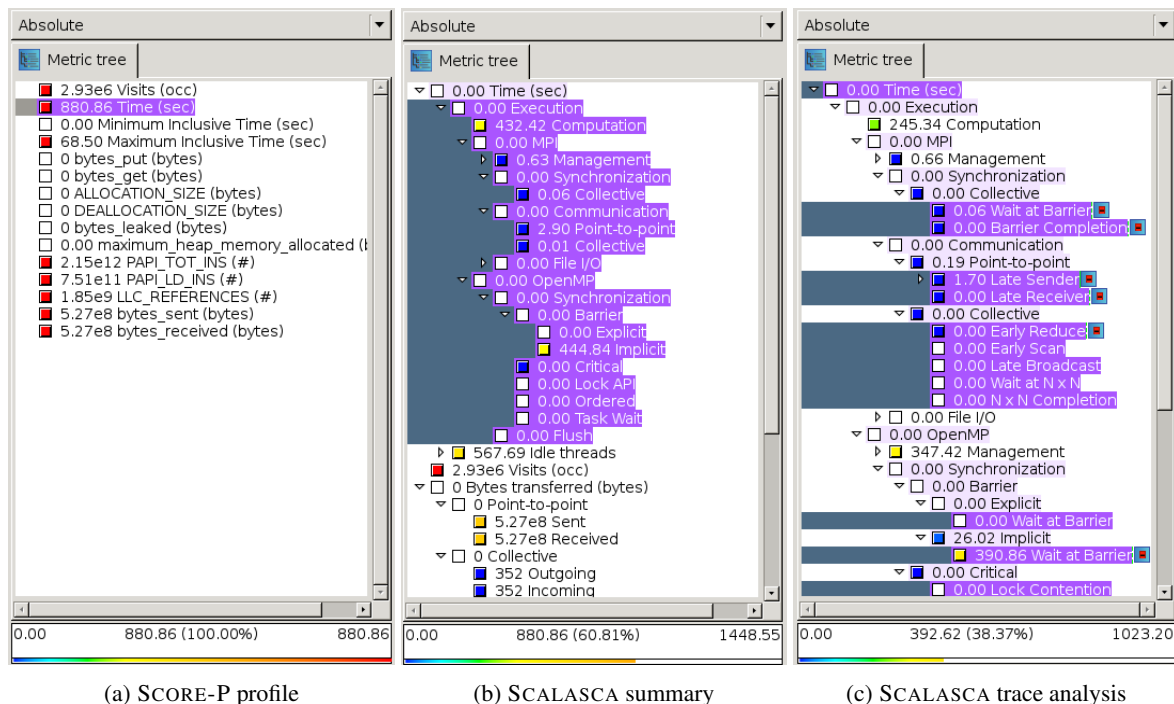 Absolute
Metric tree
2.93e6 Visits (occ)
880.86 Time (sec)
0.00 Minimum Inclusive Time (sec)
68.50 Maximum Inclusive Time (sec)
0 bytes_put (bytes)
0 bytes_get (bytes)
0 ALLOCATION_SIZE (bytes)
0 DEALLOCATION_SIZE (bytes)
0 bytes_leaked (bytes)
0.00 maximum_heap_memory_allocated (b
2.15e12 PAPI_TOT_INS (#)
7.51e11 PAPI_LD_INS (#)
1.85e9 LLC_REFERENCES (#)
5.27e8 bytes_sent (bytes)
5.27e8 bytes_received (bytes)
0.00 880.86 (100.00%) 880.86
(a) SCORE-P profile
Absolute
Metric tree
0.00 Time (sec)
0.00 Execution
432.42 Computation
0.00 MPI
0.63 Management
0.00 Synchronization
0.06 Collective
0.00 Communication
2.90 Point-to-point
0.01 Collective
0.00 File I/O
0.00 OpenMP
0.00 Synchronization
0.00 Barrier
0.00 Explicit
444.84 Implicit
0.00 Critical
0.00 Lock API
0.00 Ordered
0.00 Task Wait
0.00 Flush
567.69 Idle threads
2.93e6 Visits (occ)
0 Bytes transferred (bytes)
0 Point-to-point
5.27e8 Sent
5.27e8 Received
0 Collective
352 Outgoing
352 Incoming
0.00 880.86 (60.81%) 1448.55
(b) SCALASCA summary
Absolute
Metric tree
0.00 Time (sec)
0.00 Execution
245.34 Computation
0.00 MPI
0.66 Management
0.00 Synchronization
0.00 Collective
0.06 Wait at Barrier
0.00 Barrier Completion
0.00 Communication
0.19 Point-to-point
1.70 Late Sender
0.00 Late Receiver
0.00 Collective
0.00 Early Reduce
0.00 Early Scan
0.00 Late Broadcast
0.00 Wait at N x N
0.00 N x N Completion
0.00 File I/O
0.00 OpenMP
347.42 Management
0.00 Synchronization
0.00 Barrier
0.00 Explicit
0.00 Wait at Barrier
26.02 Implicit
390.86 Wait at Barrier
0.00 Critical
0.00 Lock Contention
0.00 392.62 (38.37%) 1023.20
(c) SCALASCA trace analysis